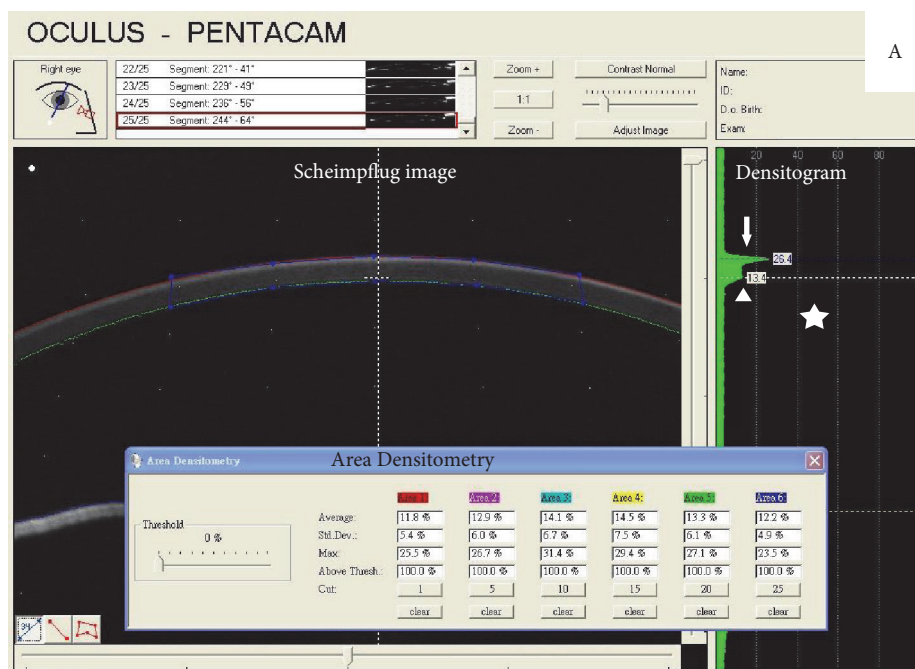 OCULUS - PENTACAM
A
Right eye
22/25 Segment: 221° - 41°
23/25 Segment: 229° - 49°
24/25 Segment: 236° - 56°
25/25 Segment: 244° - 64°
Zoom +
1:1
Zoom -
Contrast Normal
Adjust Image
Name:
ID:
D.o. Birth:
Exam:
Scheimpflug image
20 40 60 80
Densitogram
26.4
13.4
Area Densitometry Area Densitometry
Threshold
0 %
Area 1: Area 2: Area 3: Area 4: Area 5: Area 6:
Average: 11.8 % 12.9 % 14.1 % 14.5 % 13.3 % 12.2 %
Std.Dev.: 5.4 % 6.0 % 6.7 % 7.5 % 6.1 % 4.9 %
Max: 25.5 % 26.7 % 31.4 % 29.4 % 27.1 % 23.5 %
Above Thresh.: 100.0 % 100.0 % 100.0 % 100.0 % 100.0 % 100.0 %
Cut: 1 5 10 15 20 25
clear clear clear clear clear clear